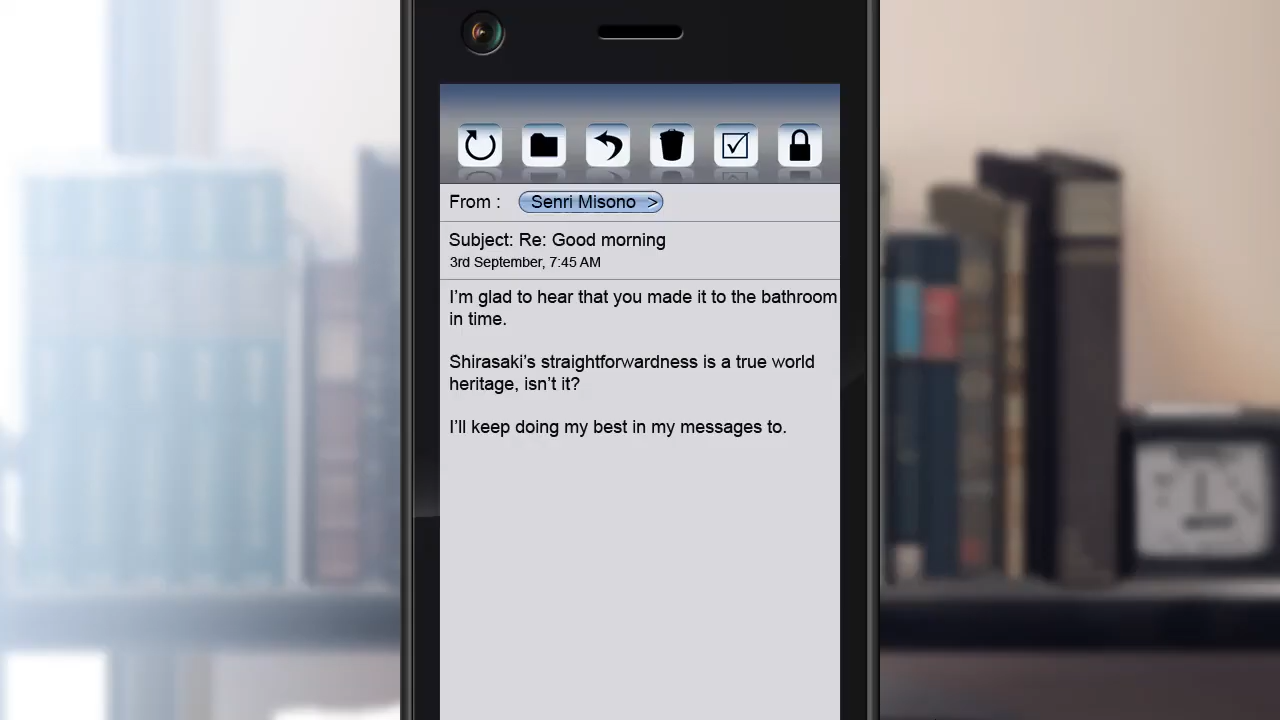 From : Senri Misono >
Subject: Re: Good morning
3rd September, 7:45 AM
I’m glad to hear that you made it to the bathroom
in time.
Shirasaki’s straightforwardness is a true world
heritage, isn’t it?
I’ll keep doing my best in my messages to.